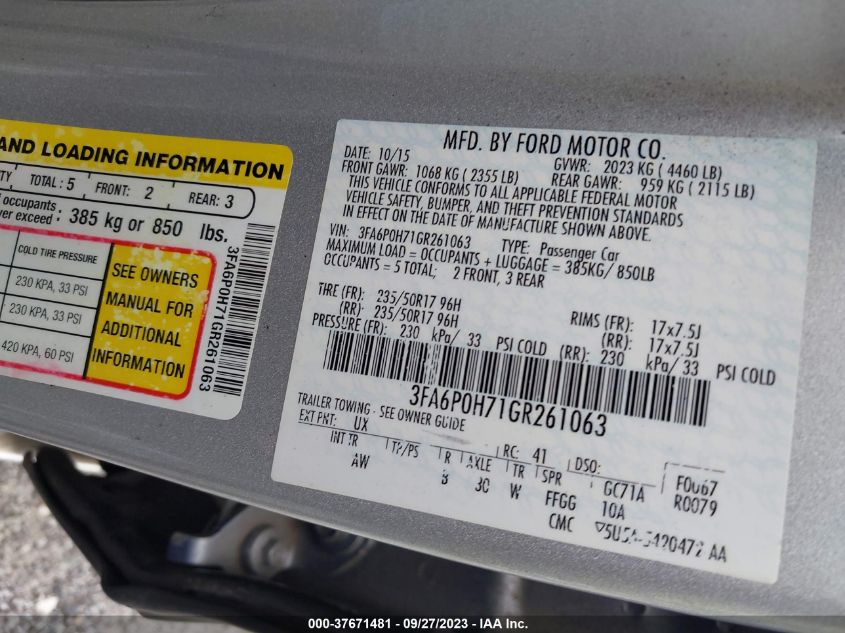 AND LOADING INFORMATION
TOTAL : 5 FRONT: 2 REAR: 3
occupants
ver exceed : 385 kg or 850 lbs.
COLD TIRE PRESSURE
230 KPA, 33 PSI
230 KPA, 33 PSI
420 KPA, 60 PSI
SEE OWNERS
MANUAL FOR
ADDITIONAL
INFORMATION
3FA6P0H71GR261063
MFD. BY FORD MOTOR CO.
DATE: 10/15 GVWR: 2023 KG ( 4460 LB)
FRONT GAWR: 1068 KG ( 2355 LB) REAR GAWR: 959 KG ( 2115 LB)
THIS VEHICLE CONFORMS TO ALL APPLICABLE FEDERAL MOTOR
VEHICLE SAFETY, BUMPER, AND THEFT PREVENTION STANDARDS
IN EFFECT ON THE DATE OF MANUFACTURE SHOWN ABOVE.
VIN: 3FA6P0H71GR261063 TYPE: Passenger Car
MAXIMUM LOAD = OCCUPANTS + LUGGAGE = 385KG/ 850LB
OCCUPANTS = 5 TOTAL; 2 FRONT, 3 REAR
TIRE (FR): 235/50R17 96H RIMS (FR): 17x7.5J
(RR): 235/50R17 96H (RR): 17x7.5J
PRESSURE (FR): 230 kPa/ 33 PSI COLD (RR): 230 kPa/ 33 PSI COLD
3FA6P0H71GR261063
TRAILER TOWING - SEE OWNER GUIDE
EXT PNT: UX RC: 41 DSO: F0067
INT TR TP/PS R AXLE TR SPR GC71A R0079
AW 30 W FFGG 10A
CMC AA
000-37671481 / 09/27/2023 - IAA Inc.